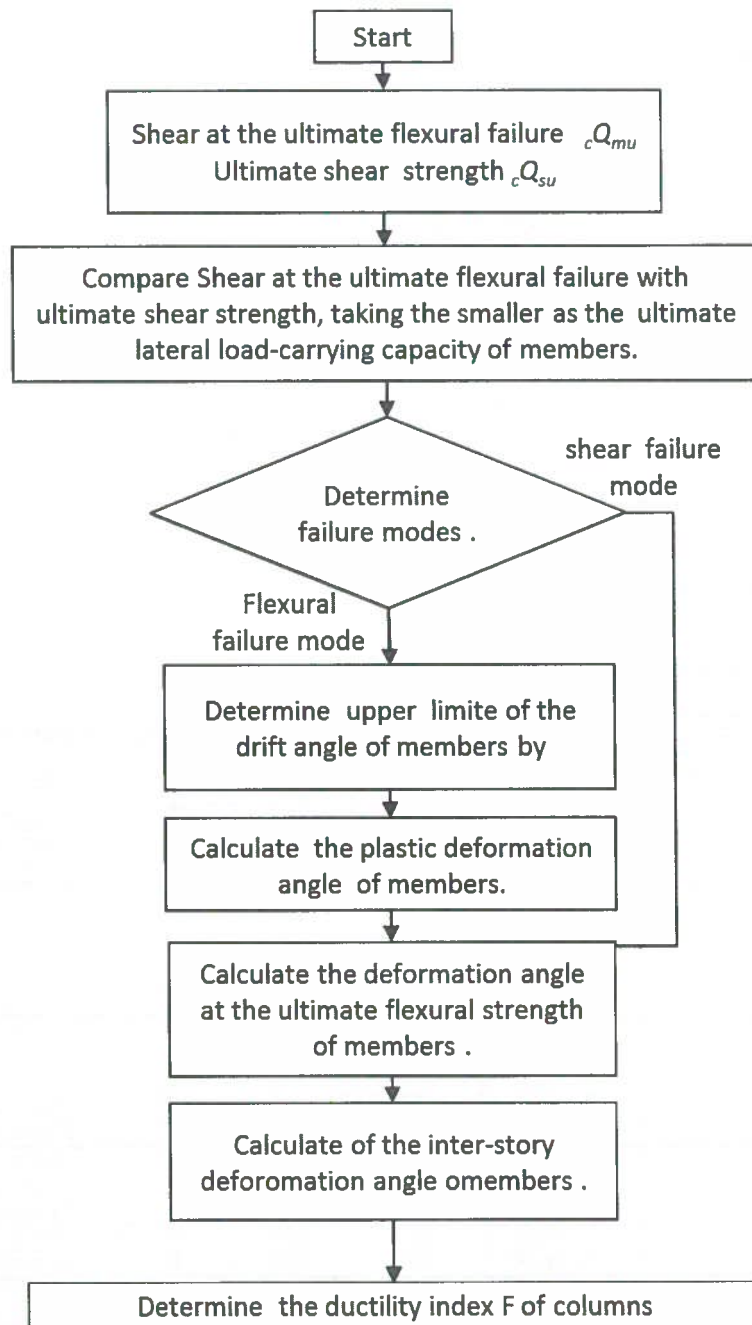 Start
Shear at the ultimate flexural failure cQmu
Ultimate shear strength cQsu
Compare Shear at the ultimate flexural failure with
ultimate shear strength, taking the smaller as the ultimate
lateral load-carrying capacity of members.
shear failure
mode
Determine
failure modes .
Flexural
failure mode
Determine upper limite of the
drift angle of members by
Calculate the plastic deformation
angle of members.
Calculate the deformation angle
at the ultimate flexural strength
of members .
Calculate of the inter-story
deforomation angle omembers .
Determine the ductility index F of columns